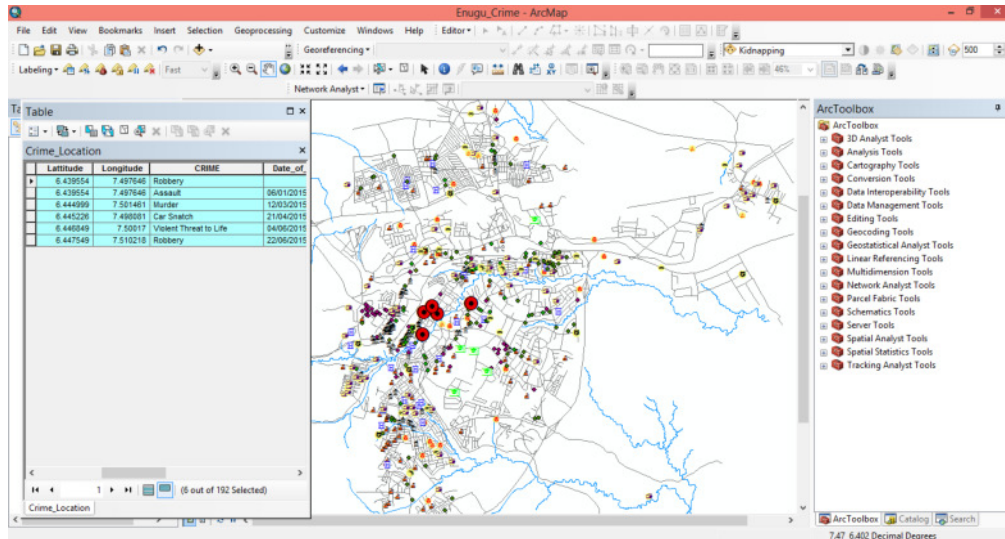 Enugu_Crime - ArcMap
File Edit View Bookmarks Insert Selection Geoprocessing Customize Windows Help Editor
Georeferencing Kidnapping 500
Labeling Fast 46%
Network Analyst
Table
Crime_Location
Lattitude Longitude CRIME Date_of_
6.439554 7.497646 Robbery
6.439554 7.497646 Assault 06/01/2015
6.444999 7.501461 Murder 12/03/2015
6.445226 7.498081 Car Snatch 21/04/2015
6.446849 7.50017 Violent Threat to Life 04/06/2015
6.447549 7.510218 Robbery 22/06/2015
1 (6 out of 192 Selected)
Crime_Location
ArcToolbox
ArcToolbox
3D Analyst Tools
Analysis Tools
Cartography Tools
Conversion Tools
Data Interoperability Tools
Data Management Tools
Editing Tools
Geocoding Tools
Geostatistical Analyst Tools
Linear Referencing Tools
Multidimension Tools
Network Analyst Tools
Parcel Fabric Tools
Schematics Tools
Server Tools
Spatial Analyst Tools
Spatial Statistics Tools
Tracking Analyst Tools
ArcToolbox Catalog Search
7.47 6.402 Decimal Degrees